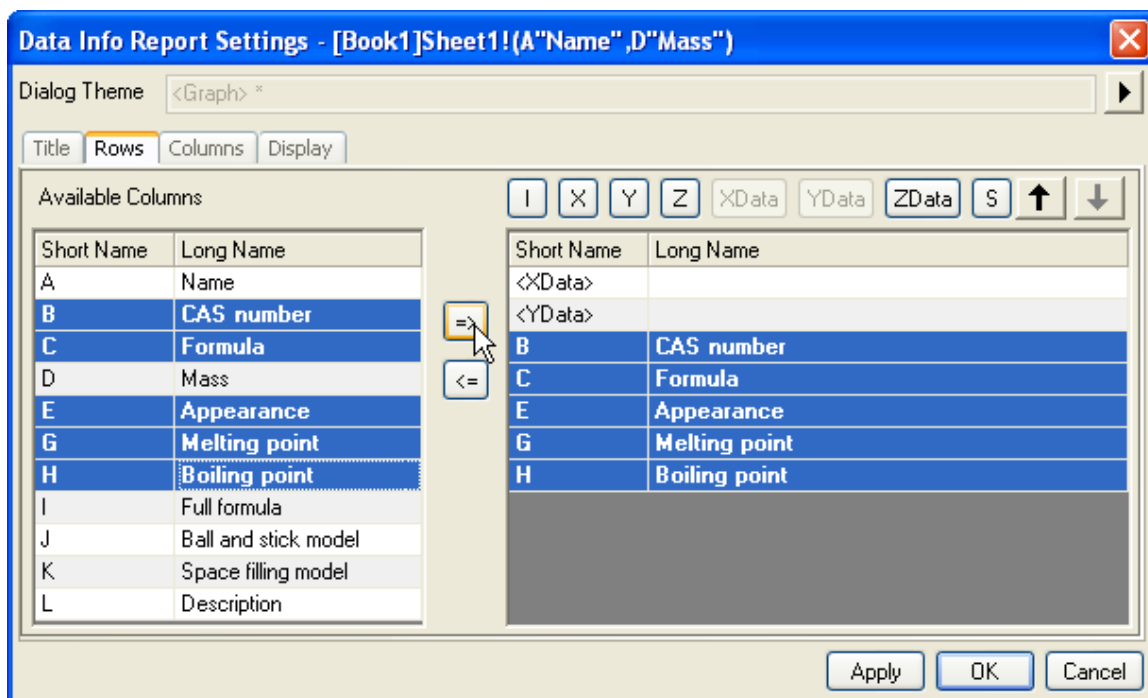 Data Info Report Settings - [Book1]Sheet1!(A"Name",D"Mass")
Dialog Theme <Graph> *
Title Rows Columns Display
Available Columns
I X Y Z XData YData ZData S
Short Name Long Name
A Name
B CAS number
C Formula
D Mass
E Appearance
G Melting point
H Boiling point
I Full formula
J Ball and stick model
K Space filling model
L Description
=>
<=
Short Name Long Name
<XData>
<YData>
B CAS number
C Formula
E Appearance
G Melting point
H Boiling point
Apply OK Cancel